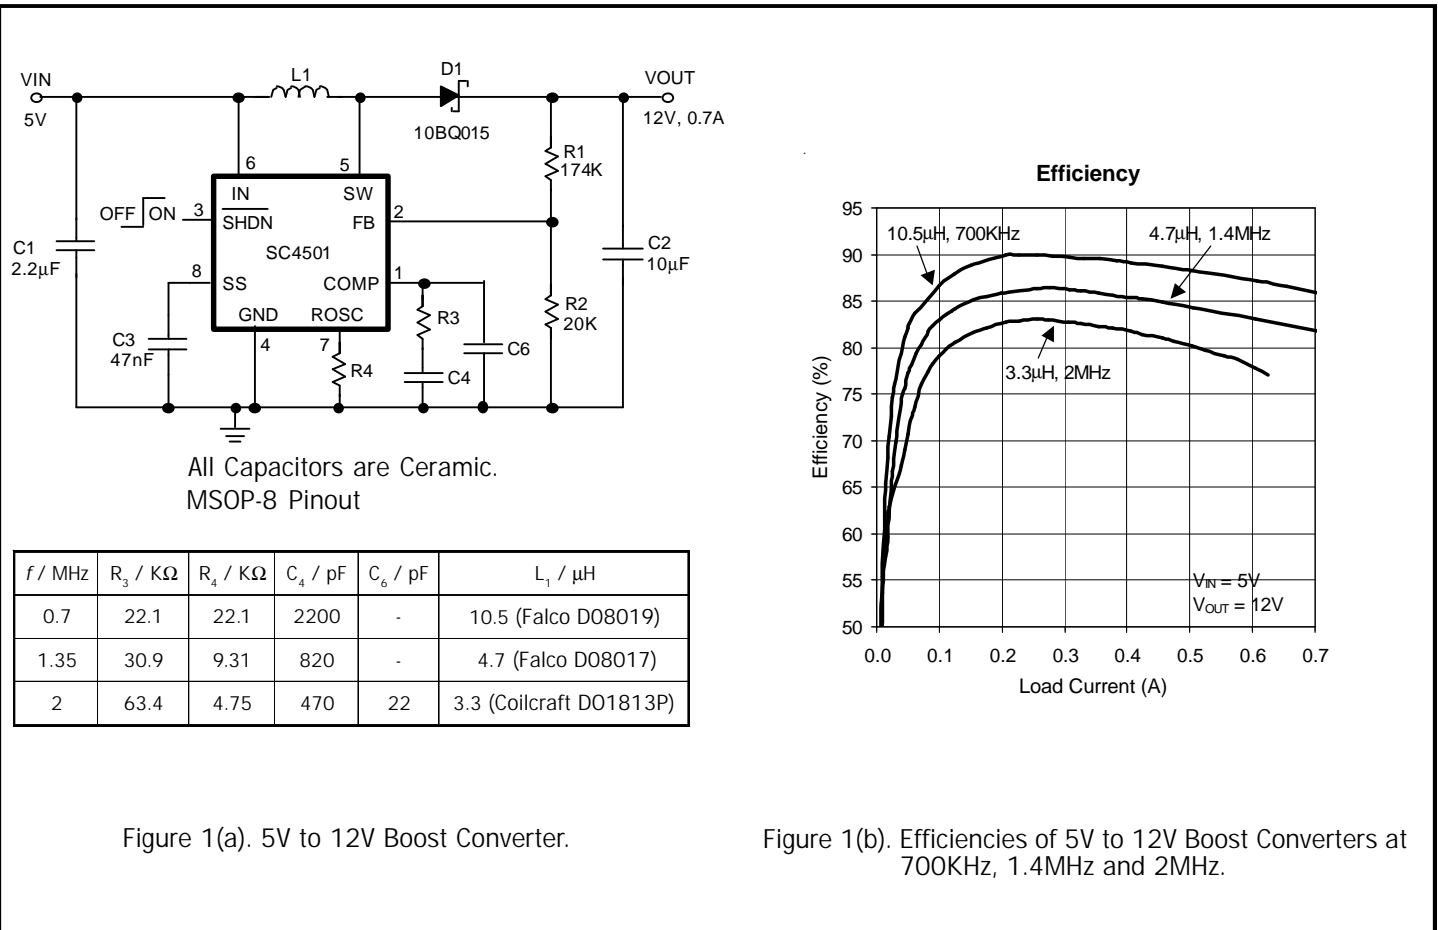 VIN
5V
L1
D1
10BQ015
VOUT
12V, 0.7A
R1
174K
6
5
IN
SW
OFF ON
3
SHDN
FB
2
SC4501
C1
2.2µF
C2
10µF
8
SS
COMP
1
GND
ROSC
4
7
R3
R2
20K
C3
47nF
R4
C6
C4
All Capacitors are Ceramic.
MSOP-8 Pinout
f / MHz R3 / KΩ R4 / KΩ C4 / pF C6 / pF L1 / µH
0.7 22.1 22.1 2200 - 10.5 (Falco D08019)
1.35 30.9 9.31 820 - 4.7 (Falco D08017)
2 63.4 4.75 470 22 3.3 (Coilcraft DO1813P)
Figure 1(a). 5V to 12V Boost Converter.
Efficiency
95
90
85
80
75
70
65
60
55
50
Efficiency (%)
10.5µH, 700KHz
4.7µH, 1.4MHz
3.3µH, 2MHz
VIN = 5V
VOUT = 12V
0.0 0.1 0.2 0.3 0.4 0.5 0.6 0.7
Load Current (A)
Figure 1(b). Efficiencies of 5V to 12V Boost Converters at
700KHz, 1.4MHz and 2MHz.